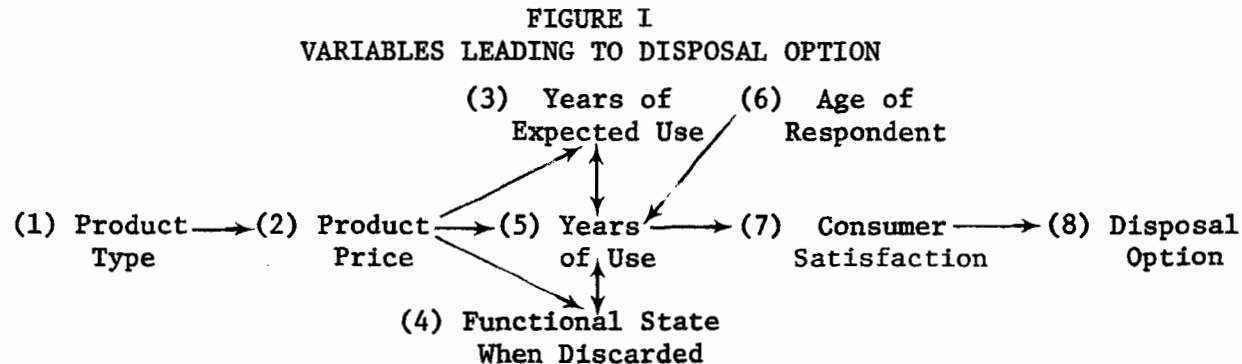 FIGURE I
VARIABLES LEADING TO DISPOSAL OPTION
(3) Years of
Expected Use
(6) Age of
Respondent
(1) Product
Type
(2) Product
Price
(5) Years
of Use
(7) Consumer
Satisfaction
(8) Disposal
Option
(4) Functional State
When Discarded